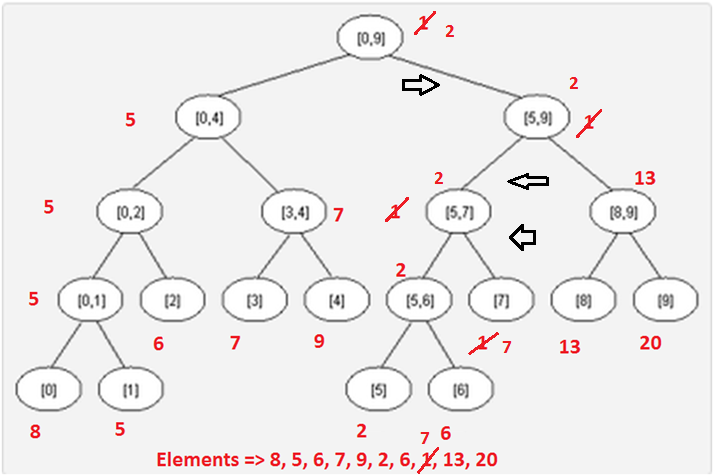 1 2
[0,9]
2
5 [0,4] [5,9] 1
5 [0,2] [3,4] 7 1 2 [5,7] 13 [8,9]
5 [0,1] [2] [3] [4] 2 [5,6] [7] [8] [9]
6 7 9 1 7 13 20
[0] [1] [5] [6]
8 5 2 6
7
Elements => 8, 5, 6, 7, 9, 2, 6, 1, 13, 20